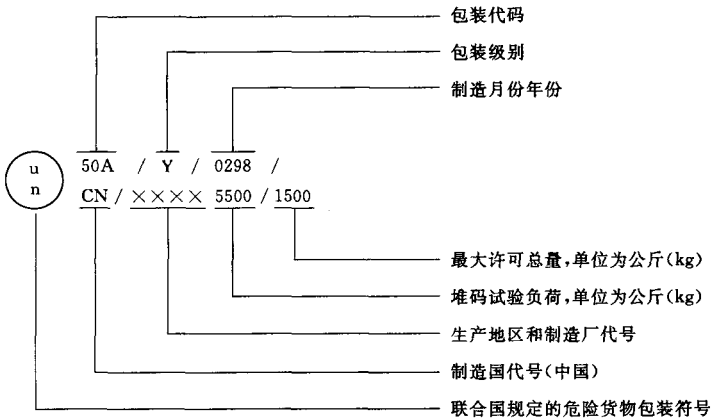 包装代码
包装级别
制造月份年份
un
50A / Y / 0298 /
CN / ×××× 5500 / 1500
最大许可总量,单位为公斤(kg)
堆码试验负荷,单位为公斤(kg)
生产地区和制造厂代号
制造国代号(中国)
联合国规定的危险货物包装符号